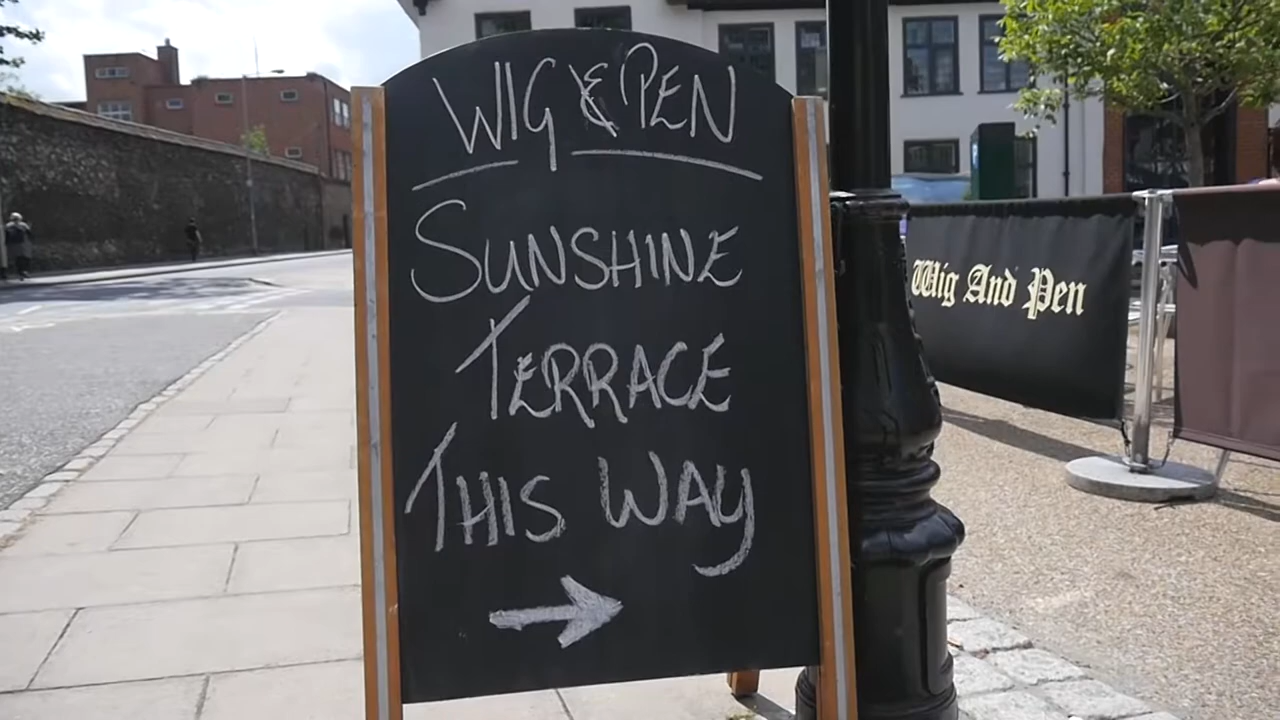 WIG & PEN
SUNSHINE
TERRACE
THIS WAY
Wig And Pen